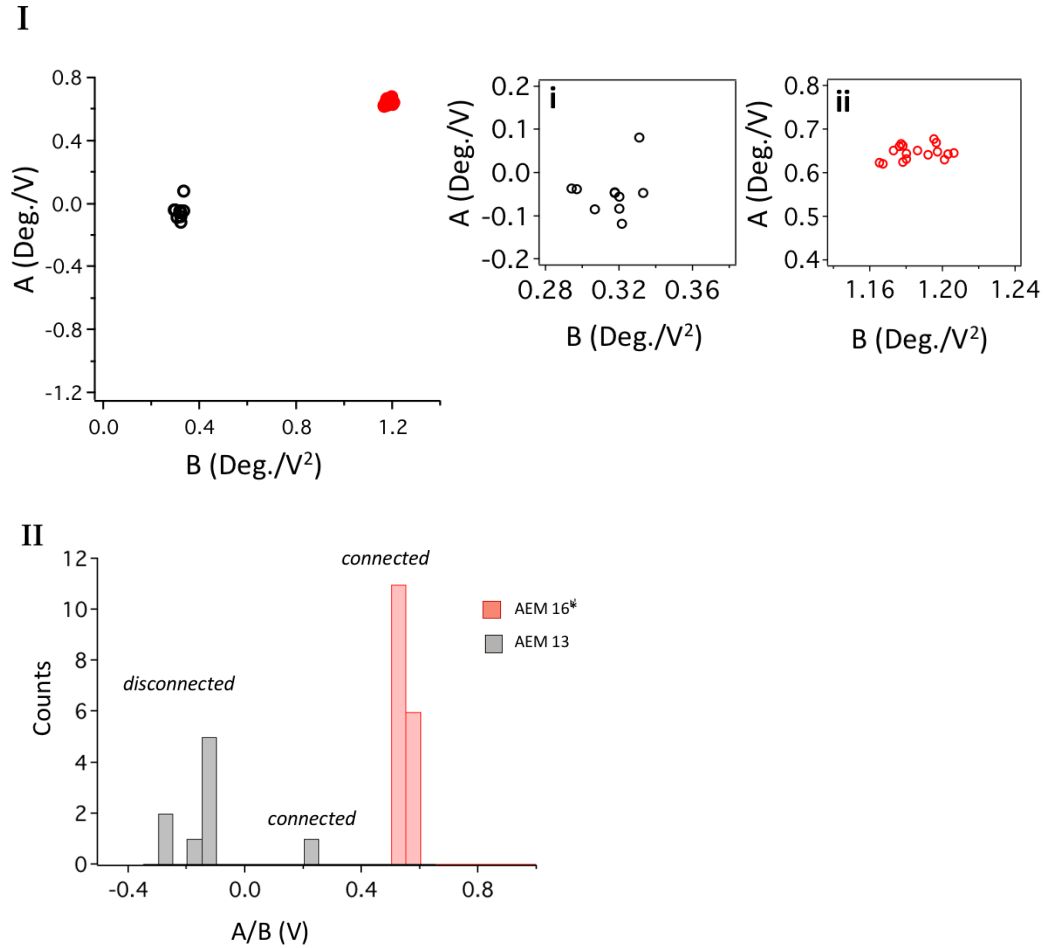 I
0.8
0.4
0.0
-0.4
-0.8
-1.2
A (Deg./V)
0.0 0.4 0.8 1.2
B (Deg./V²)
i
0.2
0.1
0.0
-0.1
-0.2
A (Deg./V)
0.28 0.32 0.36
B (Deg./V²)
ii
0.8
0.7
0.6
0.5
0.4
A (Deg./V)
1.16 1.20 1.24
B (Deg./V²)
II
12
10
8
6
4
2
0
Counts
connected
disconnected
connected
AEM 16
AEM 13
-0.4 0.0 0.4 0.8
A/B (V)